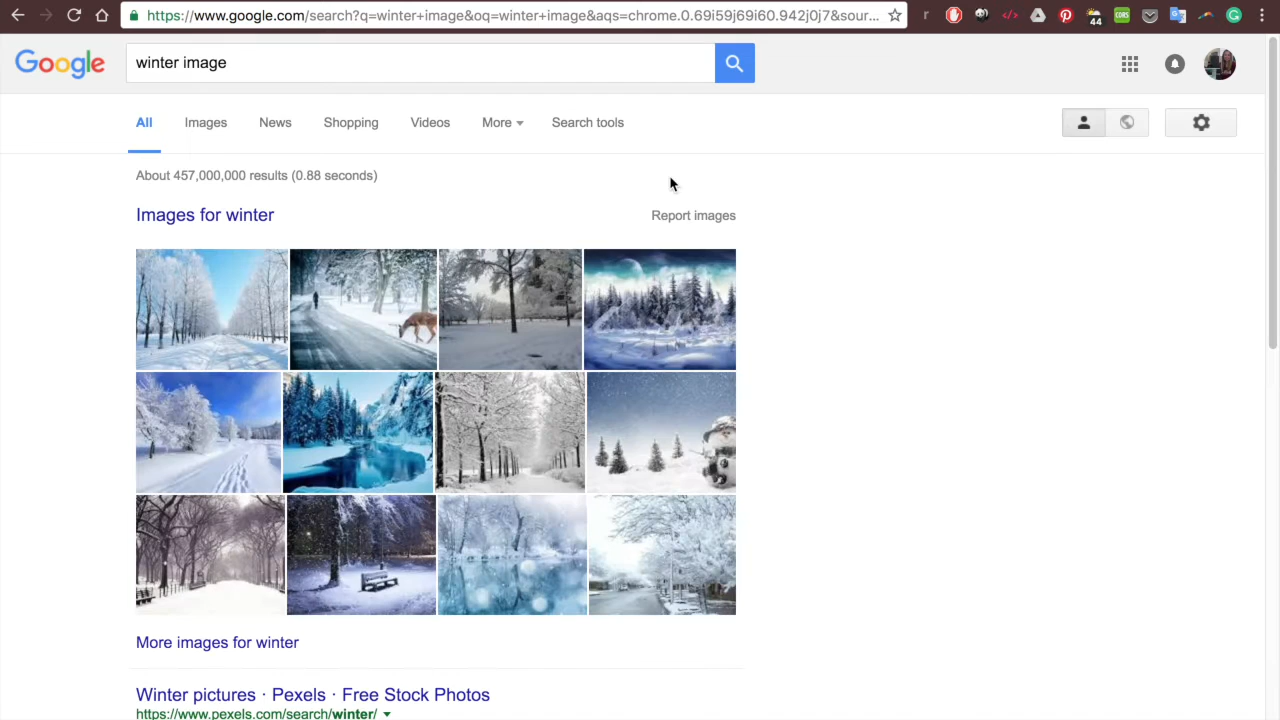 https://www.google.com/search?q=winter+image&oq=winter+image&aqs=chrome.0.69i59j69i60.942j0j7&sour...
r
44
CORS
Google
winter image
All Images News Shopping Videos More Search tools
About 457,000,000 results (0.88 seconds)
Images for winter
Report images
More images for winter
Winter pictures · Pexels · Free Stock Photos
https://www.pexels.com/search/winter/